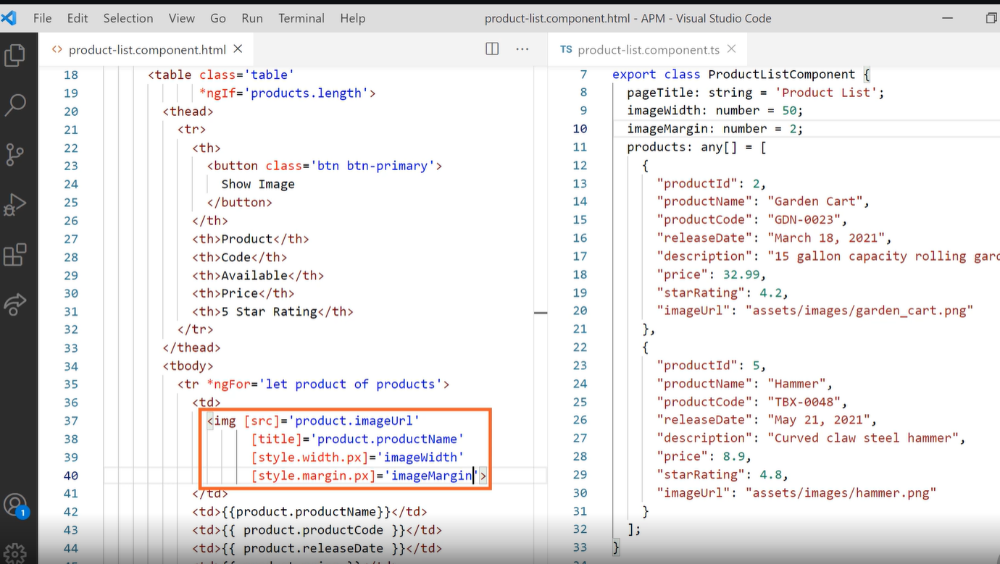 File Edit Selection View Go Run Terminal Help product-list.component.html - APM - Visual Studio Code
<> product-list.component.html
18 <table class='table'
19 *ngIf='products.length'>
20 <thead>
21 <tr>
22 <th>
23 <button class='btn btn-primary'>
24 Show Image
25 </button>
26 </th>
27 <th>Product</th>
28 <th>Code</th>
29 <th>Available</th>
30 <th>Price</th>
31 <th>5 Star Rating</th>
32 </tr>
33 </thead>
34 <tbody>
35 <tr *ngFor='let product of products'>
36 <td>
37 <img [src]='product.imageUrl'
38 [title]='product.productName'
39 [style.width.px]='imageWidth'
40 [style.margin.px]='imageMargin'>
41 </td>
42 <td>{{product.productName}}</td>
43 <td>{{ product.productCode }}</td>
44 <td>{{ product.releaseDate }}</td>
TS product-list.component.ts
7 export class ProductListComponent {
8 pageTitle: string = 'Product List';
9 imageWidth: number = 50;
10 imageMargin: number = 2;
11 products: any[] = [
12 {
13 "productId": 2,
14 "productName": "Garden Cart",
15 "productCode": "GDN-0023",
16 "releaseDate": "March 18, 2021",
17 "description": "15 gallon capacity rolling gard
18 "price": 32.99,
19 "starRating": 4.2,
20 "imageUrl": "assets/images/garden_cart.png"
21 },
22 {
23 "productId": 5,
24 "productName": "Hammer",
25 "productCode": "TBX-0048",
26 "releaseDate": "May 21, 2021",
27 "description": "Curved claw steel hammer",
28 "price": 8.9,
29 "starRating": 4.8,
30 "imageUrl": "assets/images/hammer.png"
31 }
32 ];
33 }
1